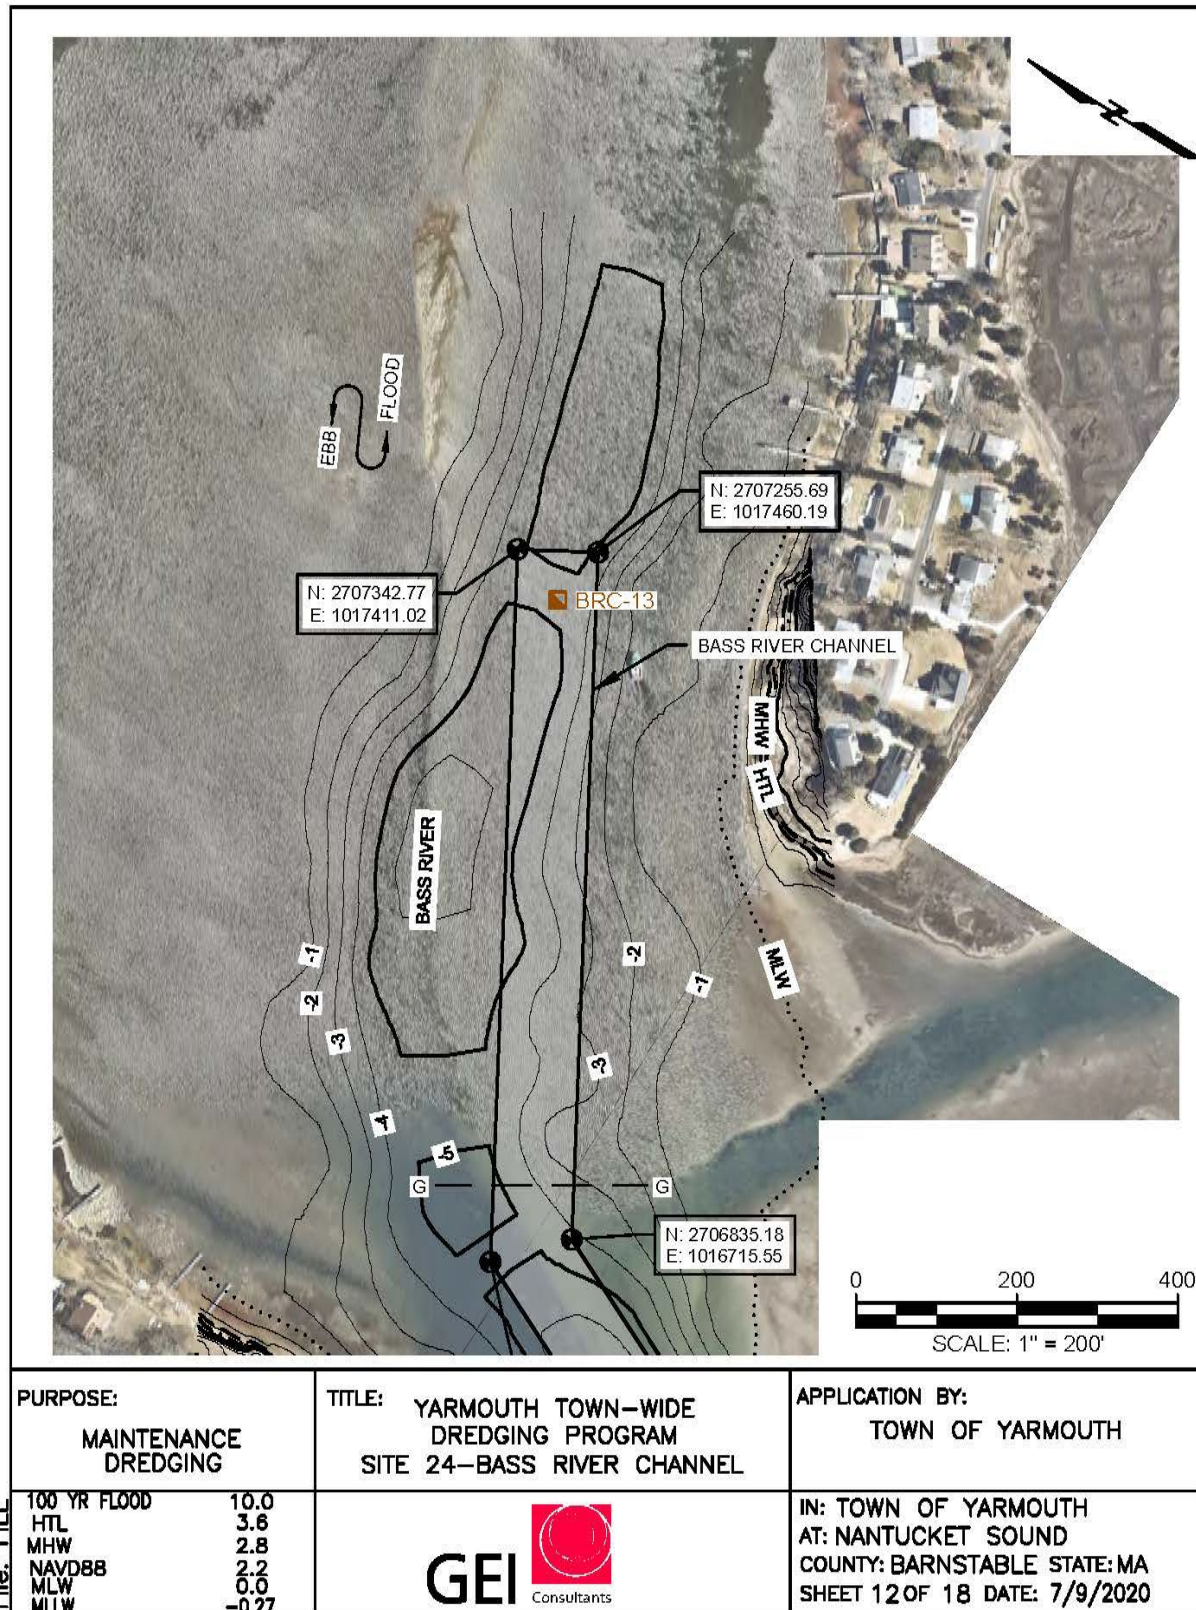 N
EBB
FLOOD
N: 2707255.69
E: 1017460.19
N: 2707342.77
E: 1017411.02
BRC-13
BASS RIVER CHANNEL
MHW
HTL
BASS RIVER
MLW
-1
-2
-3
-4
-5
-2
-1
-3
G
G
N: 2706835.18
E: 1016715.55
0 200 400
SCALE: 1" = 200'
PURPOSE:
MAINTENANCE
DREDGING
TITLE: YARMOUTH TOWN-WIDE
DREDGING PROGRAM
SITE 24-BASS RIVER CHANNEL
APPLICATION BY:
TOWN OF YARMOUTH
100 YR FLOOD 10.0
HTL 3.6
MHW 2.8
NAVD88 2.2
MLW 0.0
MLLW -0.27
GEI Consultants
IN: TOWN OF YARMOUTH
AT: NANTUCKET SOUND
COUNTY: BARNSTABLE STATE: MA
SHEET 12 OF 18 DATE: 7/9/2020